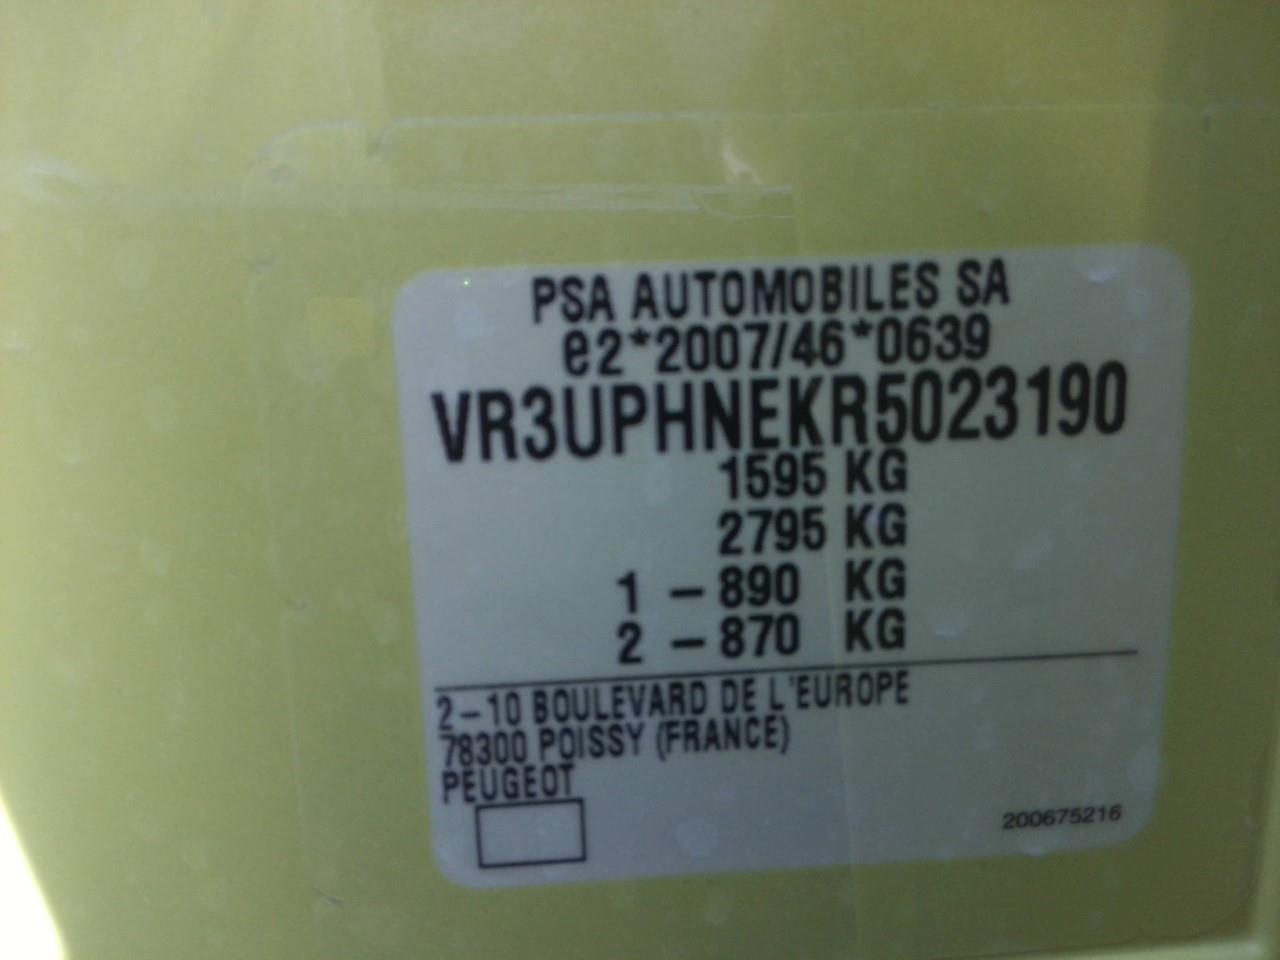 PSA AUTOMOBILES SA
e2*2007/46*0639
VR3UPHNEKR5023190
1595 KG
2795 KG
1 – 890 KG
2 – 870 KG
2–10 BOULEVARD DE L'EUROPE
78300 POISSY (FRANCE)
PEUGEOT
200675216